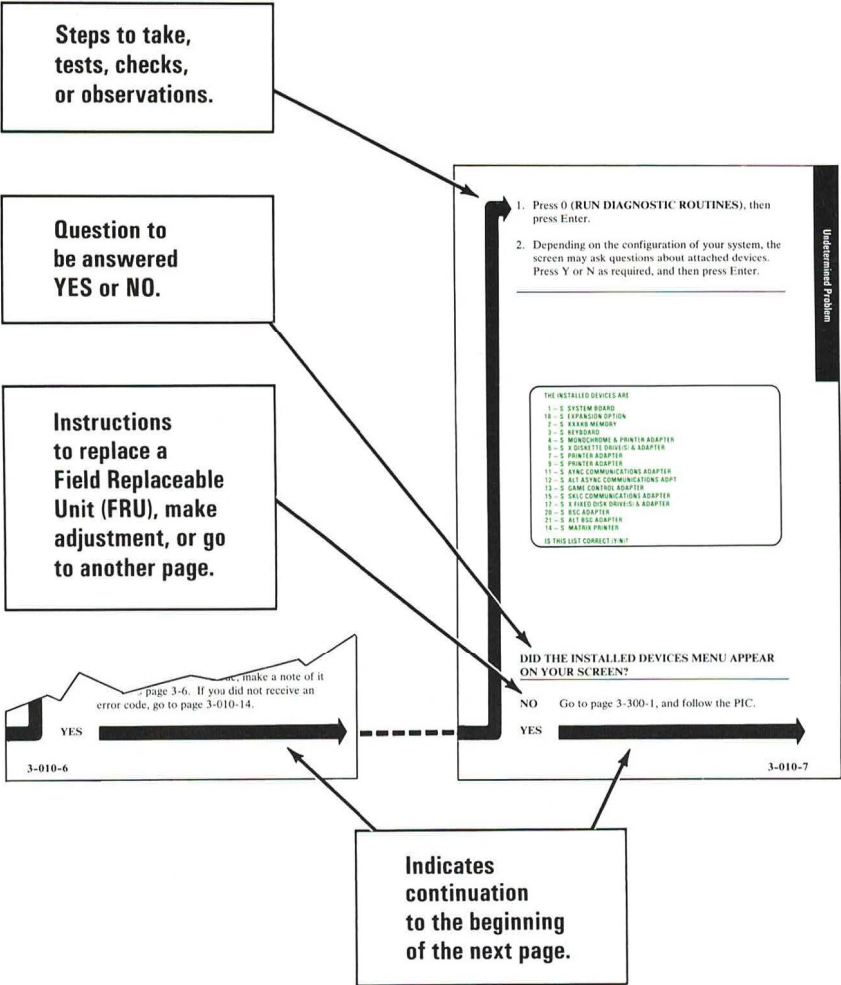 Steps to take,
tests, checks,
or observations.
Question to
be answered
YES or NO.
Instructions
to replace a
Field Replaceable
Unit (FRU), make
adjustment, or go
to another page.
1. Press 0 (RUN DIAGNOSTIC ROUTINES), then
press Enter.
2. Depending on the configuration of your system, the
screen may ask questions about attached devices.
Press Y or N as required, and then press Enter.
Undetermined Problem
THE INSTALLED DEVICES ARE
1 - S SYSTEM BOARD
18 - S EXPANSION OPTION
2 - S XXXKB MEMORY
3 - S KEYBOARD
4 - S MONOCHROME & PRINTER ADAPTER
6 - S X DISKETTE DRIVE(S) & ADAPTER
7 - S PRINTER ADAPTER
9 - S PRINTER ADAPTER
11 - S AYNC COMMUNICATIONS ADAPTER
12 - S ALT ASYNC COMMUNICATIONS ADPT
13 - S GAME CONTROL ADAPTER
15 - S SKLC COMMUNICATIONS ADAPTER
17 - S X FIXED DISK DRIVE(S) & ADAPTER
20 - S BSC ADAPTER
21 - S ALT BSC ADAPTER
14 - S MATRIX PRINTER
IS THIS LIST CORRECT (Y/N)?
DID THE INSTALLED DEVICES MENU APPEAR
ON YOUR SCREEN?
NO Go to page 3-300-1, and follow the PIC.
YES
3-010-7
make a note of it
page 3-6. If you did not receive an
error code, go to page 3-010-14.
YES
3-010-6
Indicates
continuation
to the beginning
of the next page.